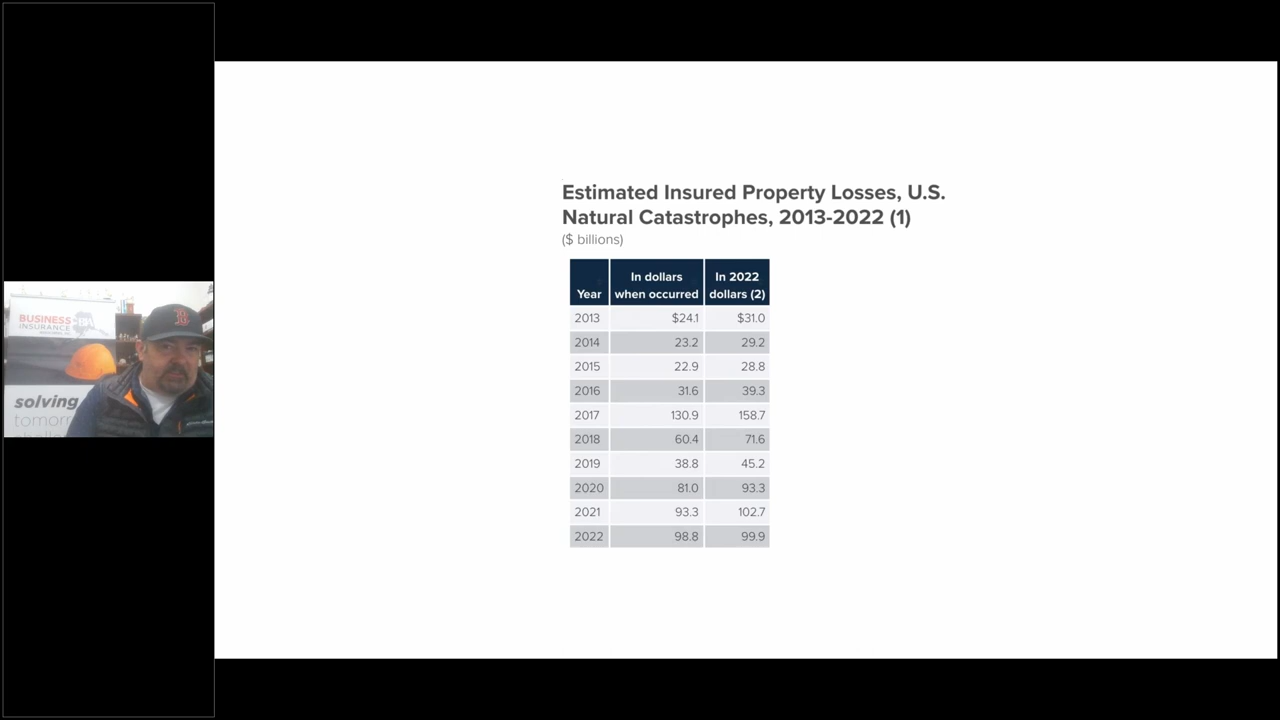 Estimated Insured Property Losses, U.S.
Natural Catastrophes, 2013-2022 (1)
($ billions)
Year In dollars when occurred In 2022 dollars (2)
2013 $24.1 $31.0
2014 23.2 29.2
2015 22.9 28.8
2016 31.6 39.3
2017 130.9 158.7
2018 60.4 71.6
2019 38.8 45.2
2020 81.0 93.3
2021 93.3 102.7
2022 98.8 99.9
BUSINESS
INSURANCE
solving
B